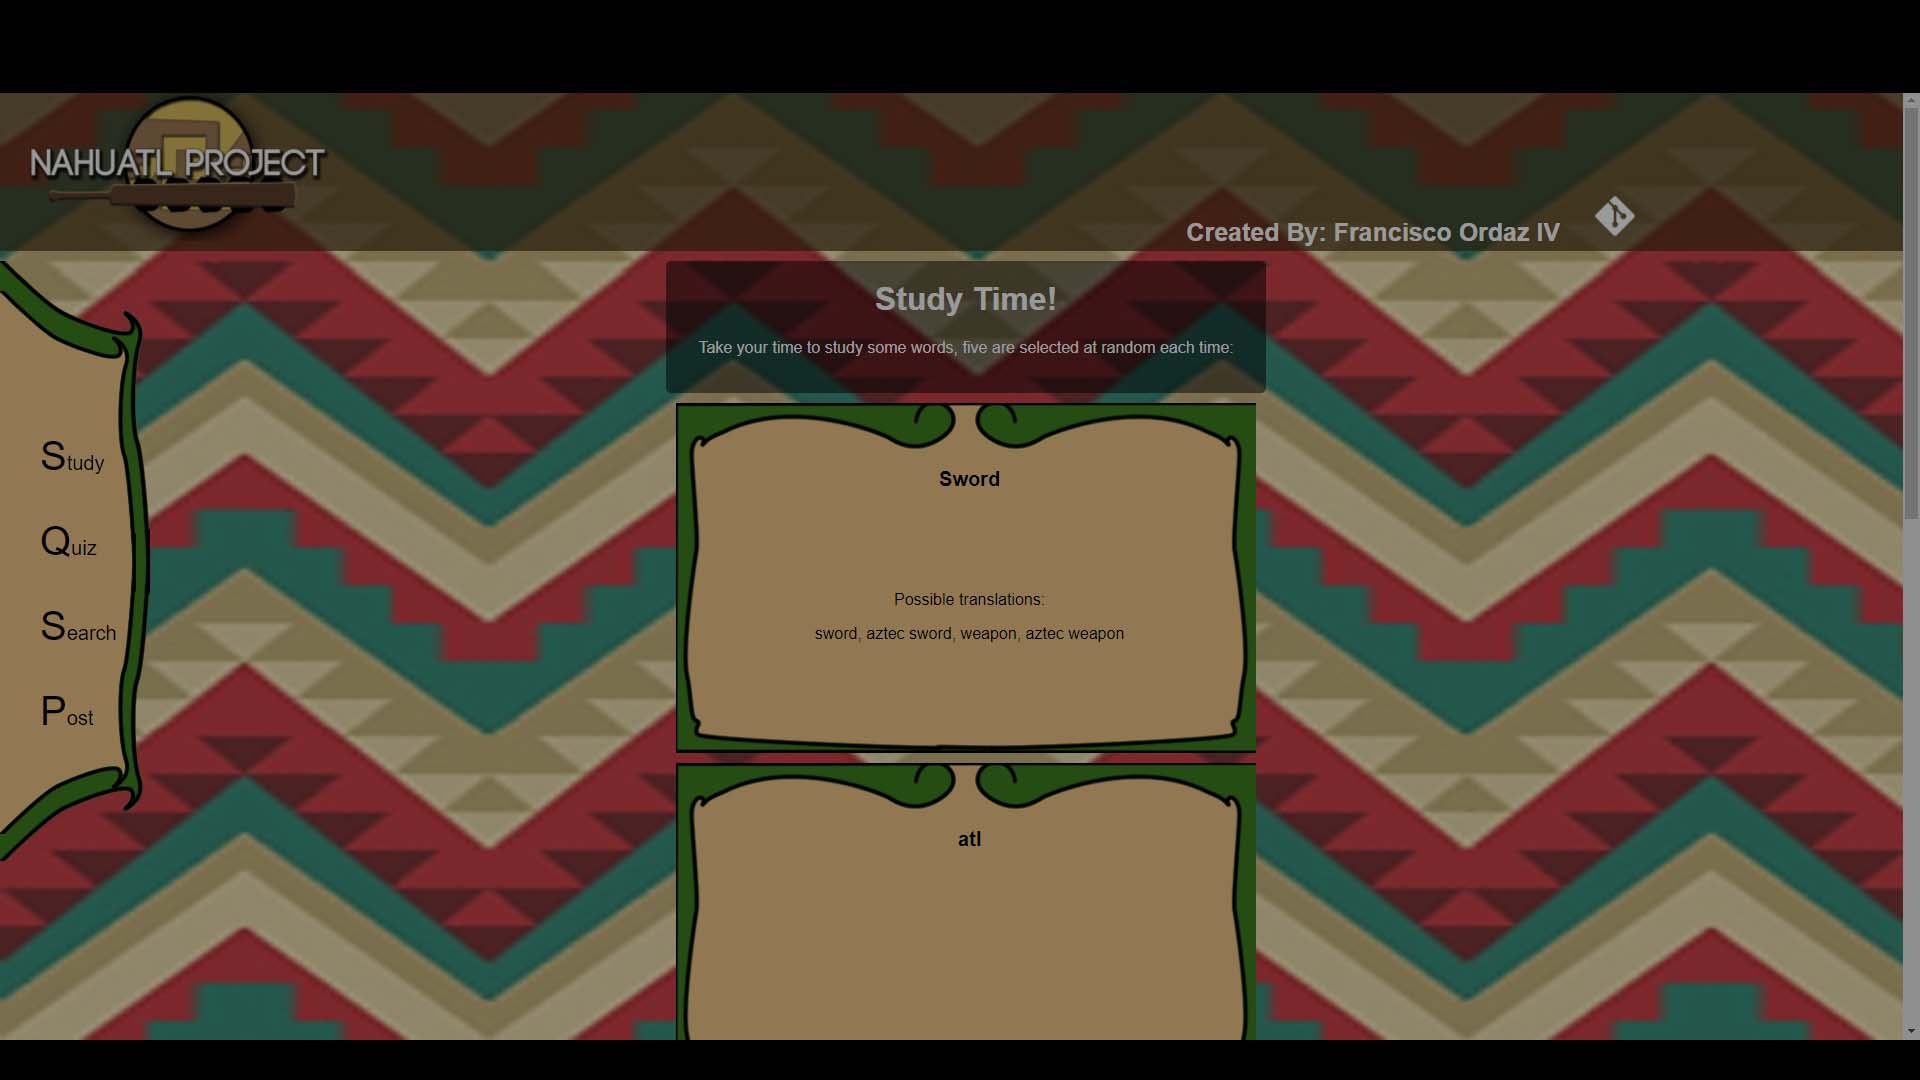 NAHUATL PROJECT
Created By: Francisco Ordaz IV
Study Time!
Take your time to study some words, five are selected at random each time:
Study
Quiz
Search
Post
Sword
Possible translations:
sword, aztec sword, weapon, aztec weapon
atl